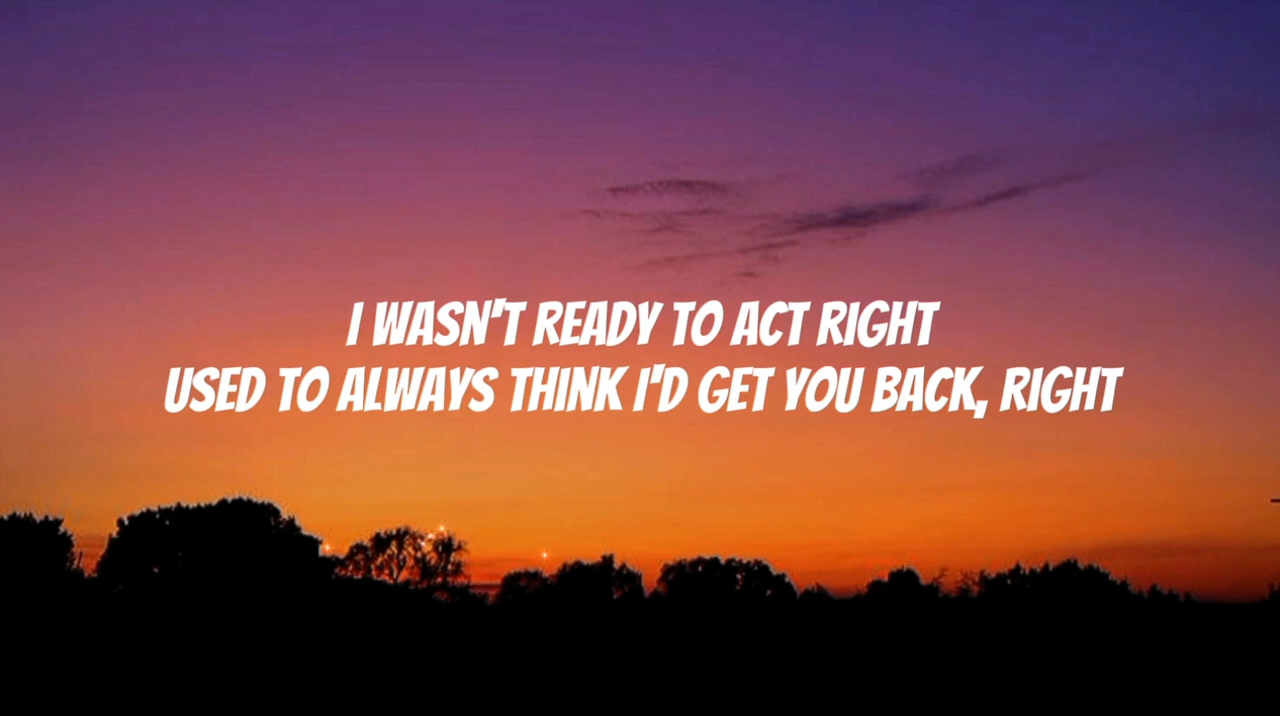 I WASN'T READY TO ACT RIGHT
USED TO ALWAYS THINK I'D GET YOU BACK, RIGHT